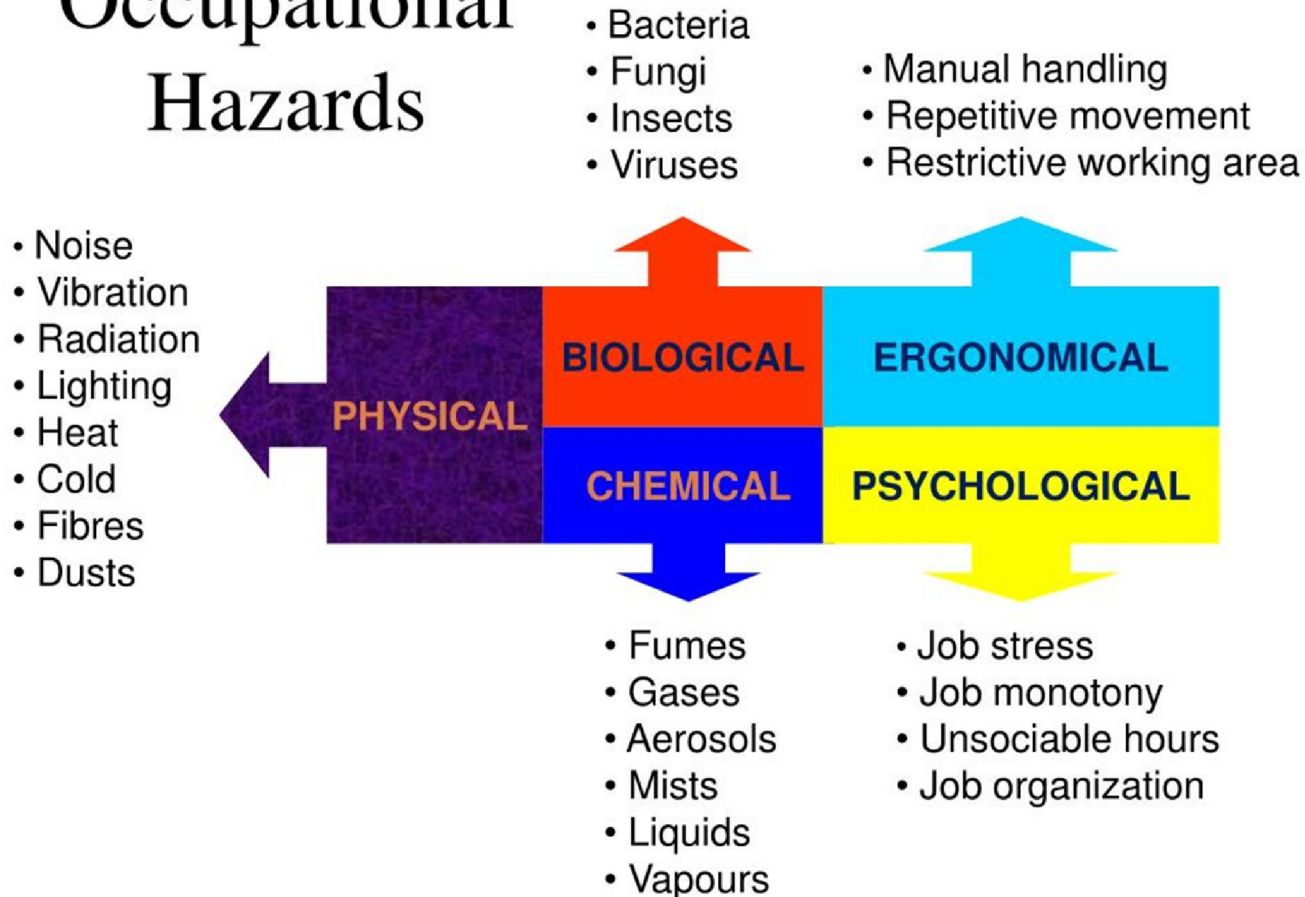 Occupational
Hazards
• Bacteria
• Fungi
• Insects
• Viruses
• Manual handling
• Repetitive movement
• Restrictive working area
• Noise
• Vibration
• Radiation
• Lighting
• Heat
• Cold
• Fibres
• Dusts
PHYSICAL
BIOLOGICAL
ERGONOMICAL
CHEMICAL
PSYCHOLOGICAL
• Fumes
• Gases
• Aerosols
• Mists
• Liquids
• Vapours
• Job stress
• Job monotony
• Unsociable hours
• Job organization